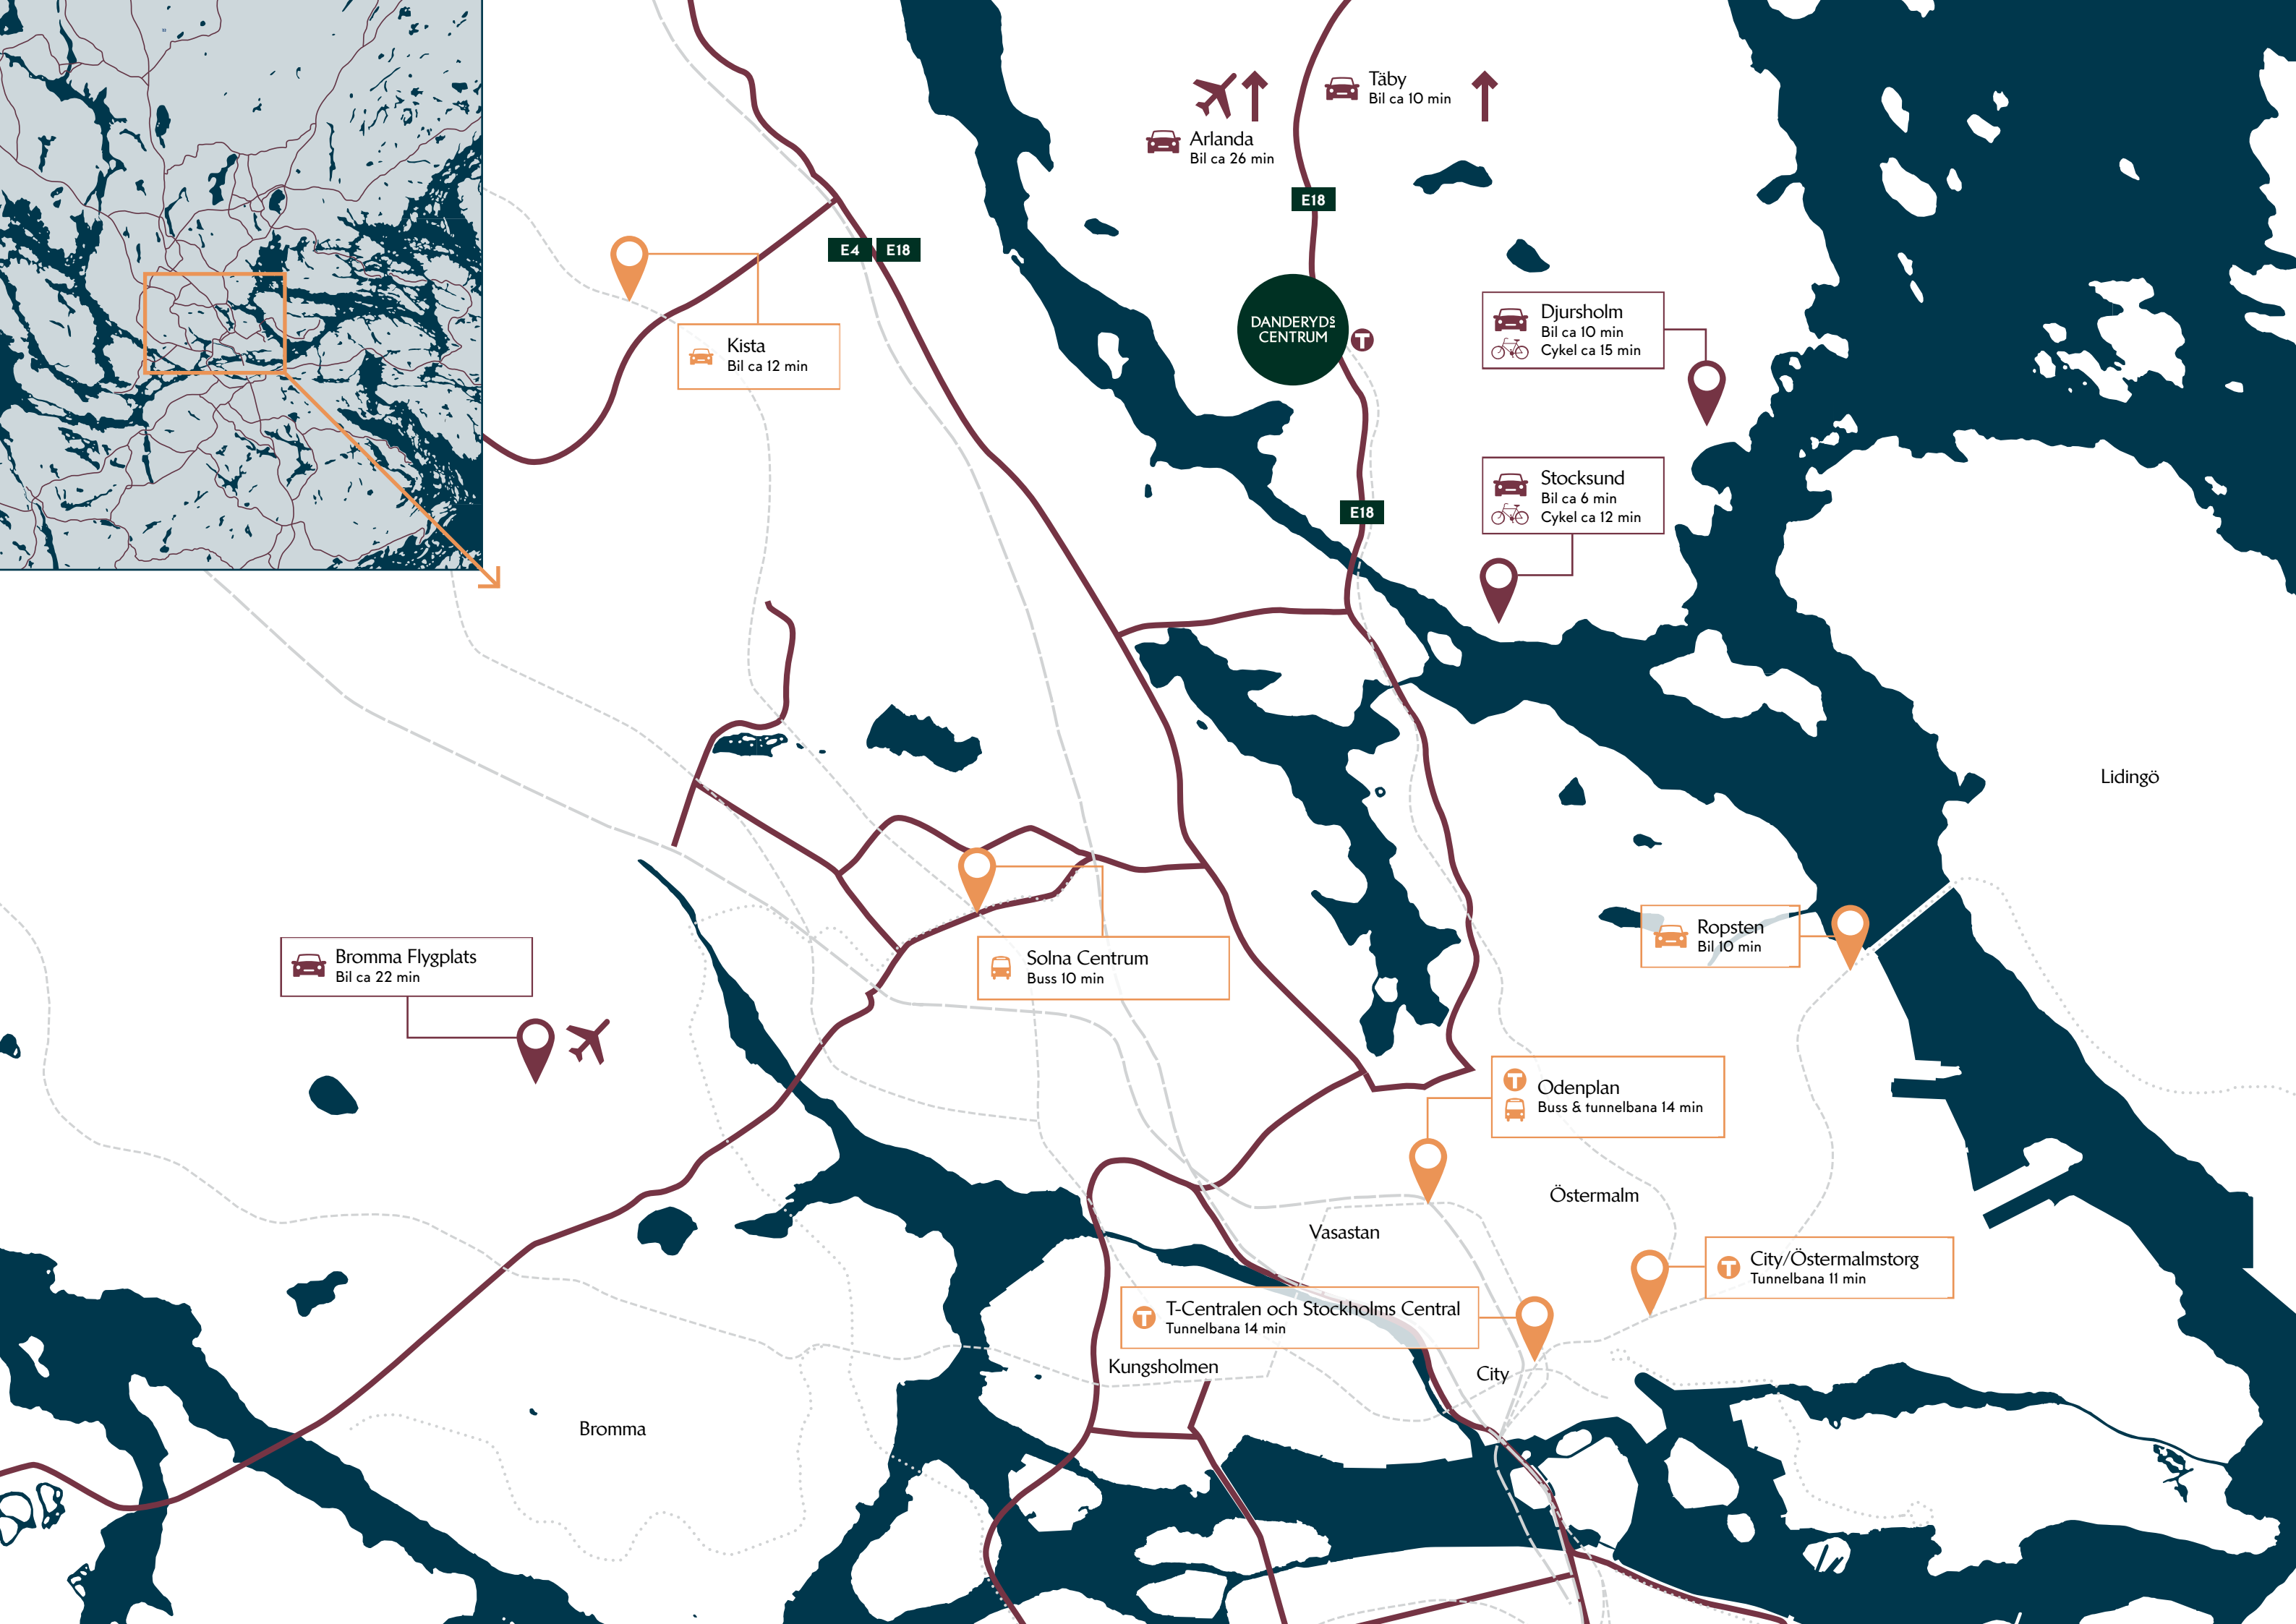 Täby
Bil ca 10 min
Arlanda
Bil ca 26 min
E18
E4
E18
DANDERYDS
CENTRUM
T
Djursholm
Bil ca 10 min
Cykel ca 15 min
Kista
Bil ca 12 min
Stocksund
Bil ca 6 min
Cykel ca 12 min
E18
Lidingö
Ropsten
Bil 10 min
Bromma Flygplats
Bil ca 22 min
Solna Centrum
Buss 10 min
T
Odenplan
Buss & tunnelbana 14 min
Östermalm
Vasastan
T
City/Östermalmstorg
Tunnelbana 11 min
T
T-Centralen och Stockholms Central
Tunnelbana 14 min
Kungsholmen
City
Bromma